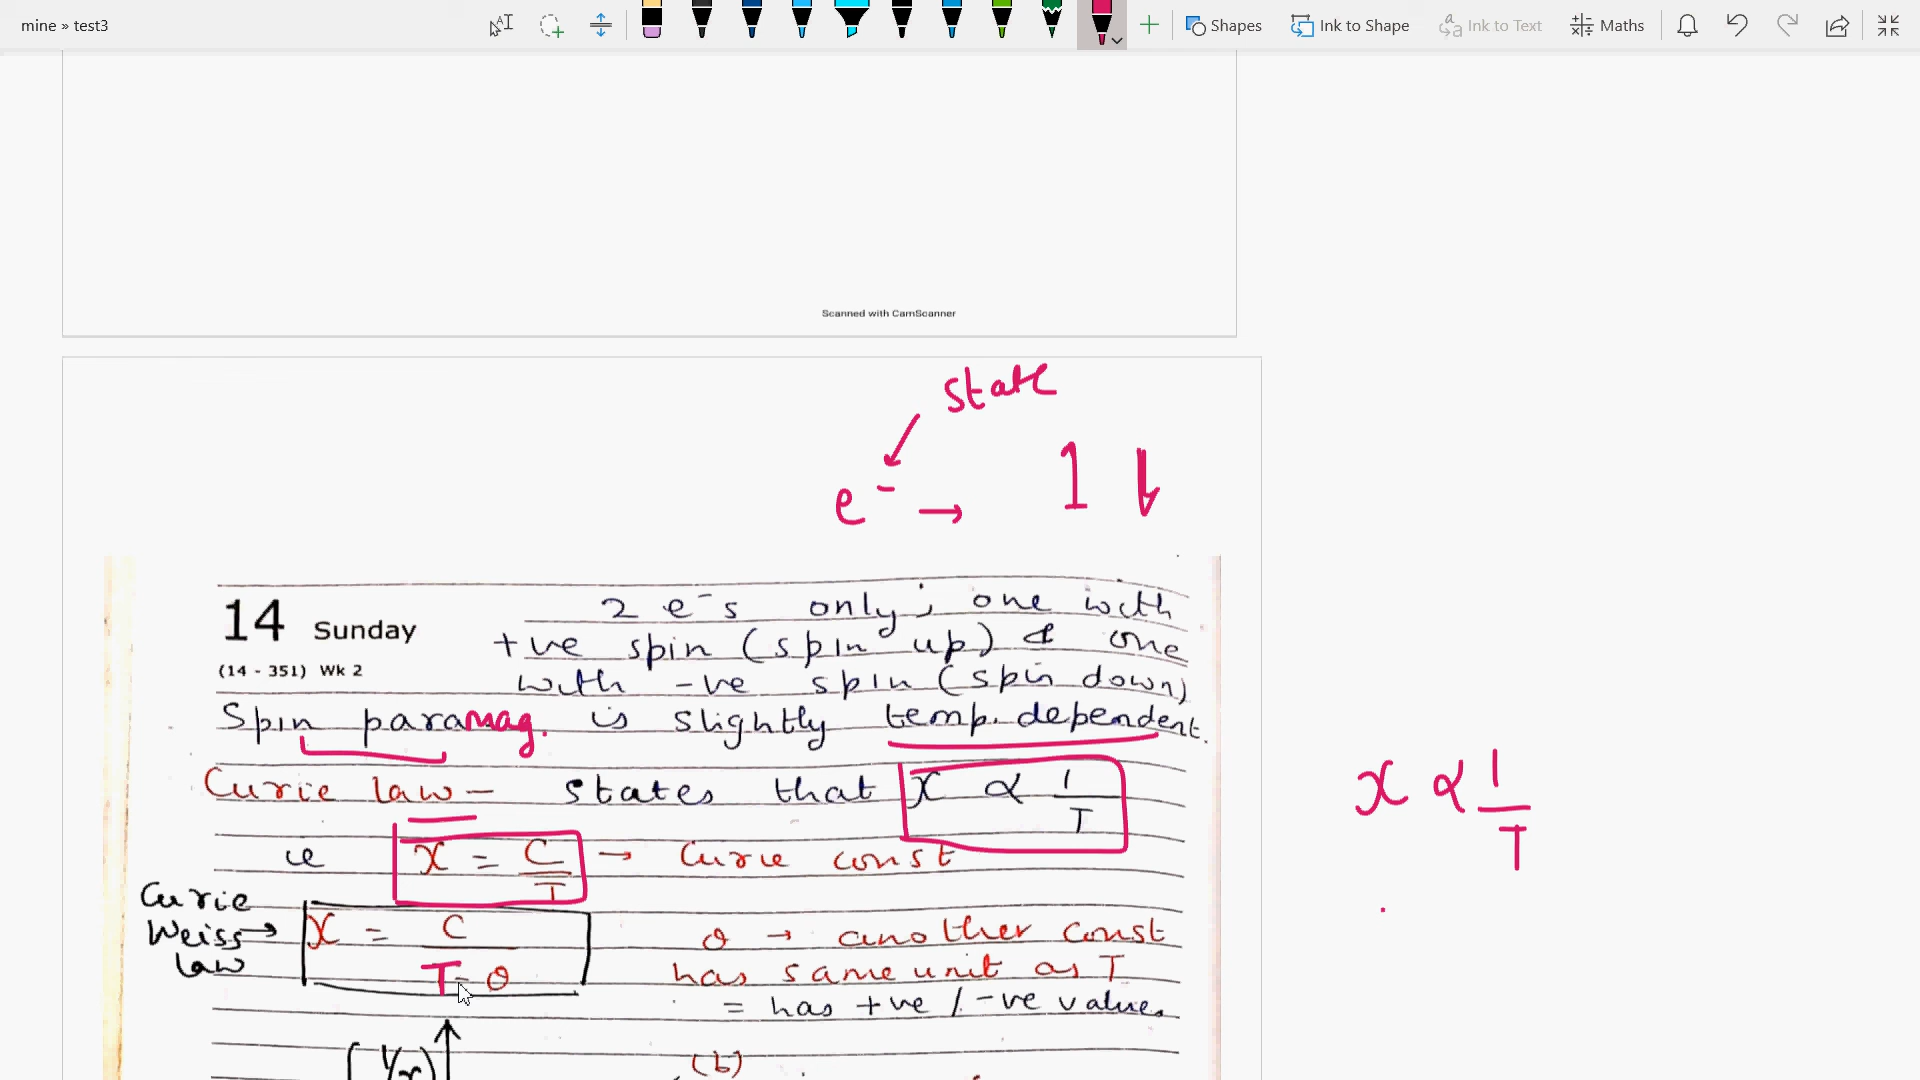 mine » test3
Shapes
Ink to Shape
Ink to Text
Maths
Scanned with CamScanner
state
e⁻ → 1
14 Sunday
(14 - 351) Wk 2
2 e⁻s only; one with
+ve spin (spin up) & one
with -ve spin (spin down)
Spin paramag. is slightly temp. dependent.
Curie law - states that χ ∝ 1/T
ie χ = C/T → Curie const
χ ∝ 1/T
Curie Weiss law → χ = C/(T-θ)
θ → another const
has same unit as T
= has +ve / -ve values.
(1/χ)
(b)